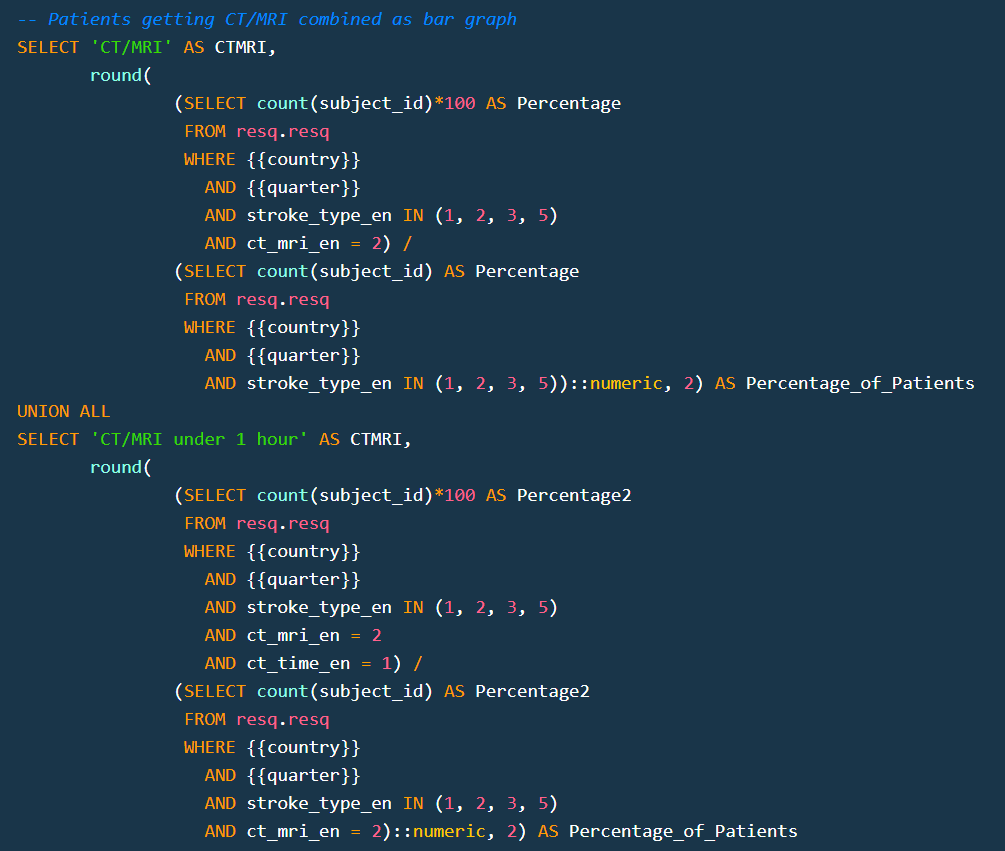 -- Patients getting CT/MRI combined as bar graph
SELECT 'CT/MRI' AS CTMRI,
round(
(SELECT count(subject_id)*100 AS Percentage
FROM resq.resq
WHERE {{country}}
AND {{quarter}}
AND stroke_type_en IN (1, 2, 3, 5)
AND ct_mri_en = 2) /
(SELECT count(subject_id) AS Percentage
FROM resq.resq
WHERE {{country}}
AND {{quarter}}
AND stroke_type_en IN (1, 2, 3, 5))::numeric, 2) AS Percentage_of_Patients
UNION ALL
SELECT 'CT/MRI under 1 hour' AS CTMRI,
round(
(SELECT count(subject_id)*100 AS Percentage2
FROM resq.resq
WHERE {{country}}
AND {{quarter}}
AND stroke_type_en IN (1, 2, 3, 5)
AND ct_mri_en = 2
AND ct_time_en = 1) /
(SELECT count(subject_id) AS Percentage2
FROM resq.resq
WHERE {{country}}
AND {{quarter}}
AND stroke_type_en IN (1, 2, 3, 5)
AND ct_mri_en = 2)::numeric, 2) AS Percentage_of_Patients